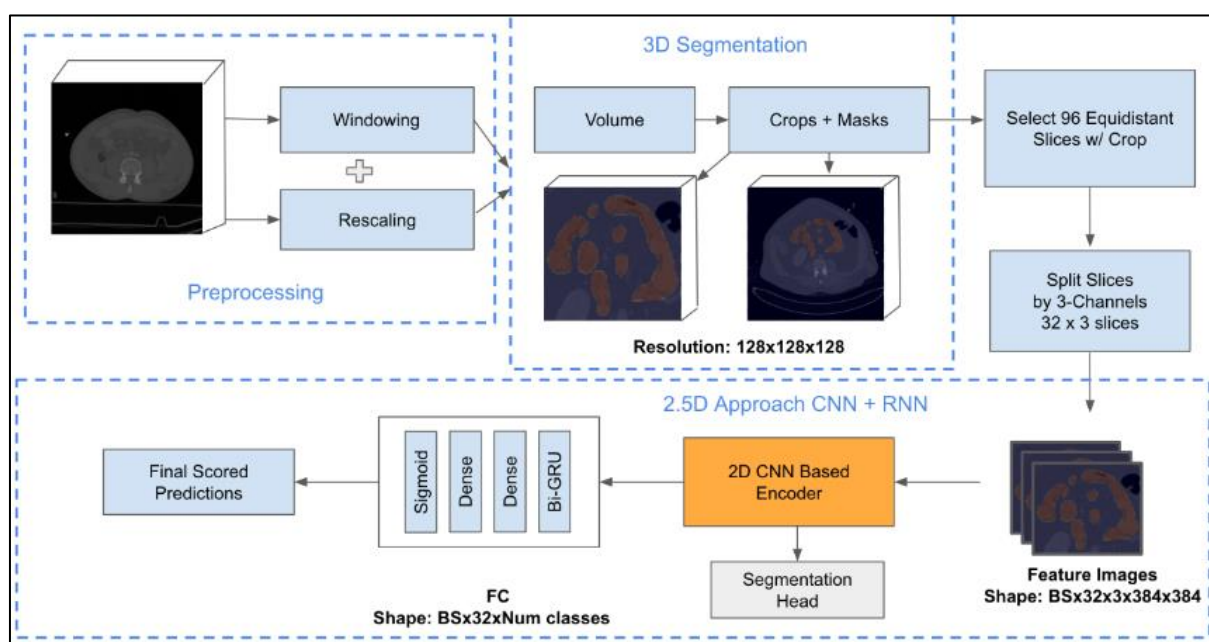 3D Segmentation
Windowing
Rescaling
Preprocessing
Volume
Crops + Masks
Resolution: 128x128x128
Select 96 Equidistant
Slices w/ Crop
Split Slices
by 3-Channels
32 x 3 slices
2.5D Approach CNN + RNN
Final Scored
Predictions
Sigmoid
Dense
Dense
Bi-GRU
FC
Shape: BSx32xNum classes
2D CNN Based
Encoder
Segmentation
Head
Feature Images
Shape: BSx32x3x384x384